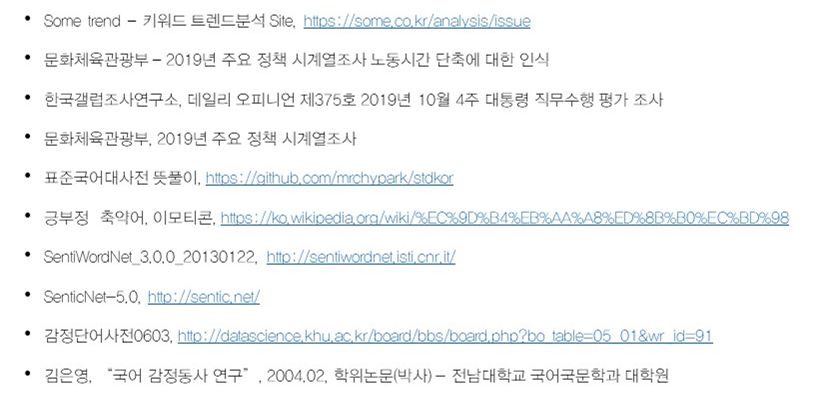 • Some trend – 키워드 트렌드분석 Site, https://some.co.kr/analysis/issue
• 문화체육관광부 – 2019년 주요 정책 시계열조사 노동시간 단축에 대한 인식
• 한국갤럽조사연구소, 데일리 오피니언 제375호 2019년 10월 4주 대통령 직무수행 평가 조사
• 문화체육관광부, 2019년 주요 정책 시계열조사
• 표준국어대사전 뜻풀이, https://github.com/mrchypark/stdkor
• 긍부정 축약어, 이모티콘, https://ko.wikipedia.org/wiki/%EC%9D%B4%EB%AA%A8%ED%8B%B0%EC%BD%98
• SentiWordNet_3.0.0_20130122, http://sentiwordnet.isti.cnr.it/
• SenticNet-5.0, http://sentic.net/
• 감정단어사전0603, http://datascience.khu.ac.kr/board/bbs/board.php?bo_table=05_01&wr_id=91
• 김은영, “국어 감정동사 연구”, 2004.02, 학위논문(박사) – 전남대학교 국어국문학과 대학원